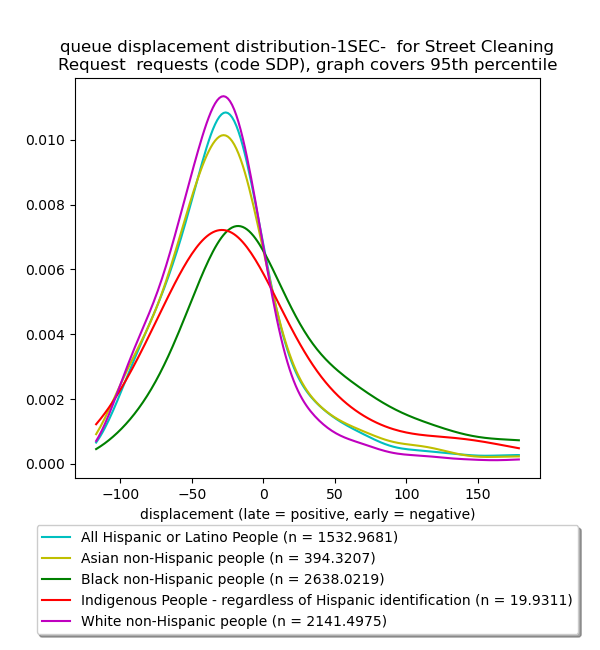 queue displacement distribution-1SEC-  for Street Cleaning
Request  requests (code SDP), graph covers 95th percentile
0.010
0.008
0.006
0.004
0.002
0.000
−100
−50
0
50
100
150
displacement (late = positive, early = negative)
All Hispanic or Latino People (n = 1532.9681)
Asian non-Hispanic people (n = 394.3207)
Black non-Hispanic people (n = 2638.0219)
Indigenous People - regardless of Hispanic identification (n = 19.9311)
White non-Hispanic people (n = 2141.4975)